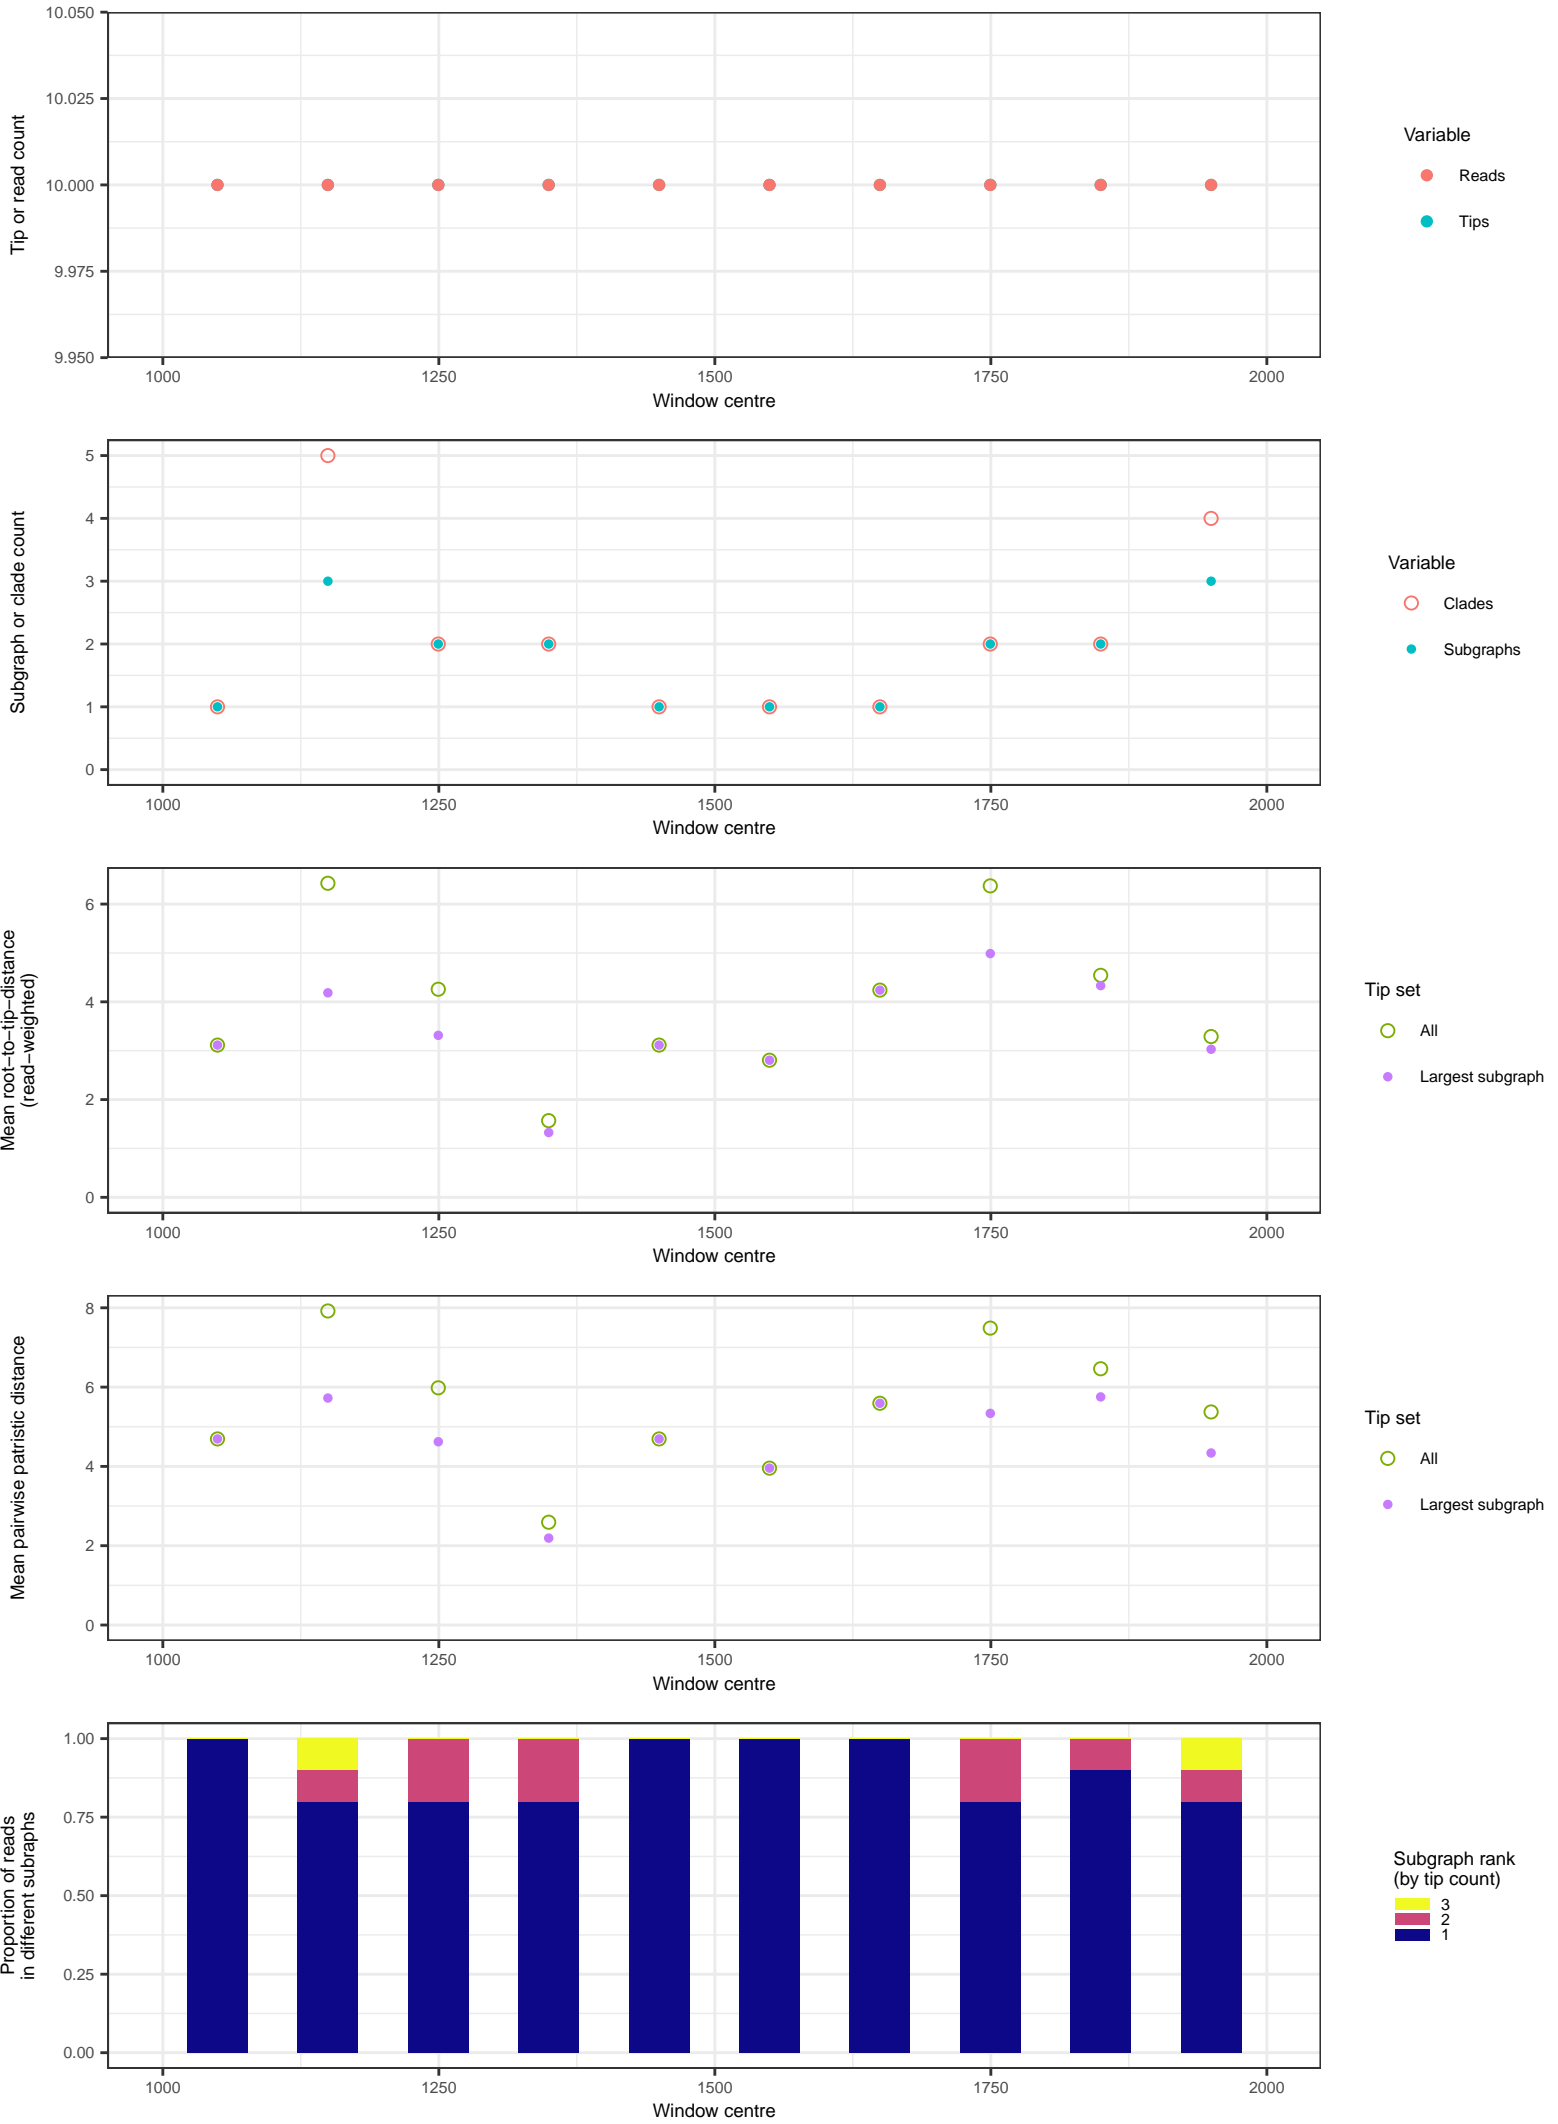 10.050
10.025
10.000
9.975
9.950
Tip or read count
1000 1250 1500 1750 2000
Window centre
Variable
Reads
Tips
5
4
3
2
1
0
Subgraph or clade count
1000 1250 1500 1750 2000
Window centre
Variable
Clades
Subgraphs
6
4
2
0
Mean root−to−tip−distance
(read−weighted)
1000 1250 1500 1750 2000
Window centre
Tip set
All
Largest subgraph
8
6
4
2
0
Mean pairwise patristic distance
1000 1250 1500 1750 2000
Window centre
Tip set
All
Largest subgraph
1.00
0.75
0.50
0.25
0.00
Proportion of reads
in different subraphs
1000 1250 1500 1750 2000
Window centre
Subgraph rank
(by tip count)
3
2
1